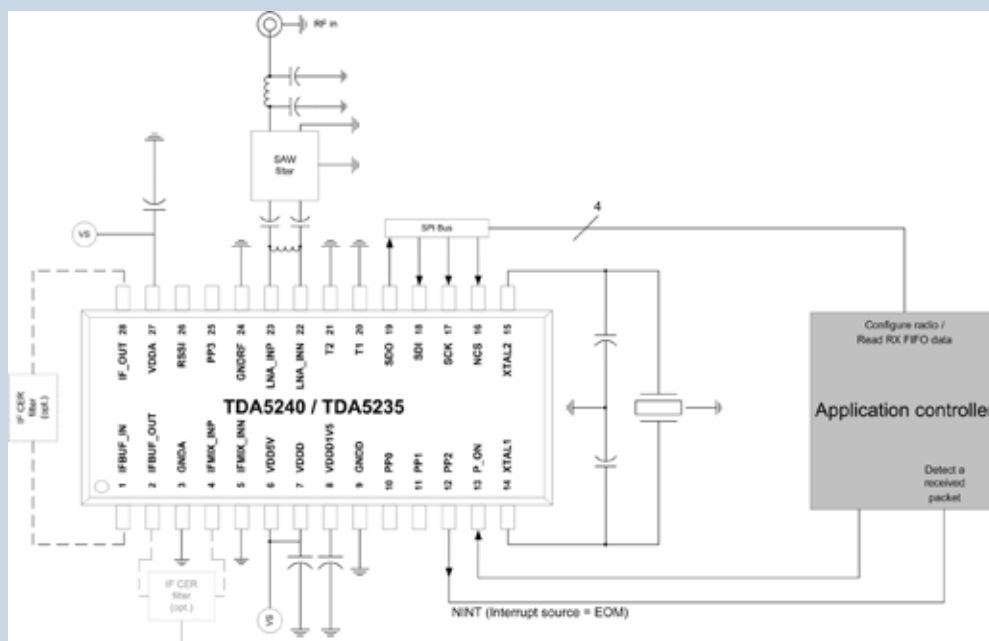 RF in
SAW
filter
VS
4
SPI Bus
28 27 26 25 24 23 22 21 20 19 18 17 16 15
IF_OUT VDDA RSSI PP3 GNDRF LNA_INP LNA_INN T2 T1 SDO SDI SCK NCS XTAL2
Configure radio /
Read RX FIFO data
IF CER
filter
(opt.)
TDA5240 / TDA5235
Application controller
IFBUF_IN IFBUF_OUT GNDA IFMIX_INP IFMIX_INN VDD5V VDDD VDDD1V5 GNDD PP0 PP1 PP2 P_ON XTAL1
1 2 3 4 5 6 7 8 9 10 11 12 13 14
Detect a
received
packet
IF CER
filter
(opt.)
VS
NINT (Interrupt source = EOM)